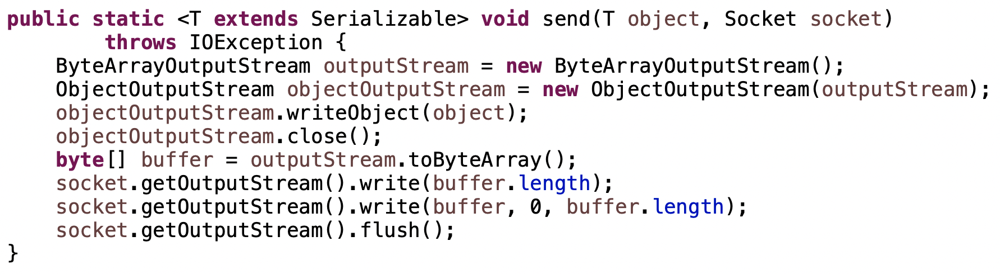 public static <T extends Serializable> void send(T object, Socket socket)
        throws IOException {
    ByteArrayOutputStream outputStream = new ByteArrayOutputStream();
    ObjectOutputStream objectOutputStream = new ObjectOutputStream(outputStream);
    objectOutputStream.writeObject(object);
    objectOutputStream.close();
    byte[] buffer = outputStream.toByteArray();
    socket.getOutputStream().write(buffer.length);
    socket.getOutputStream().write(buffer, 0, buffer.length);
    socket.getOutputStream().flush();
}